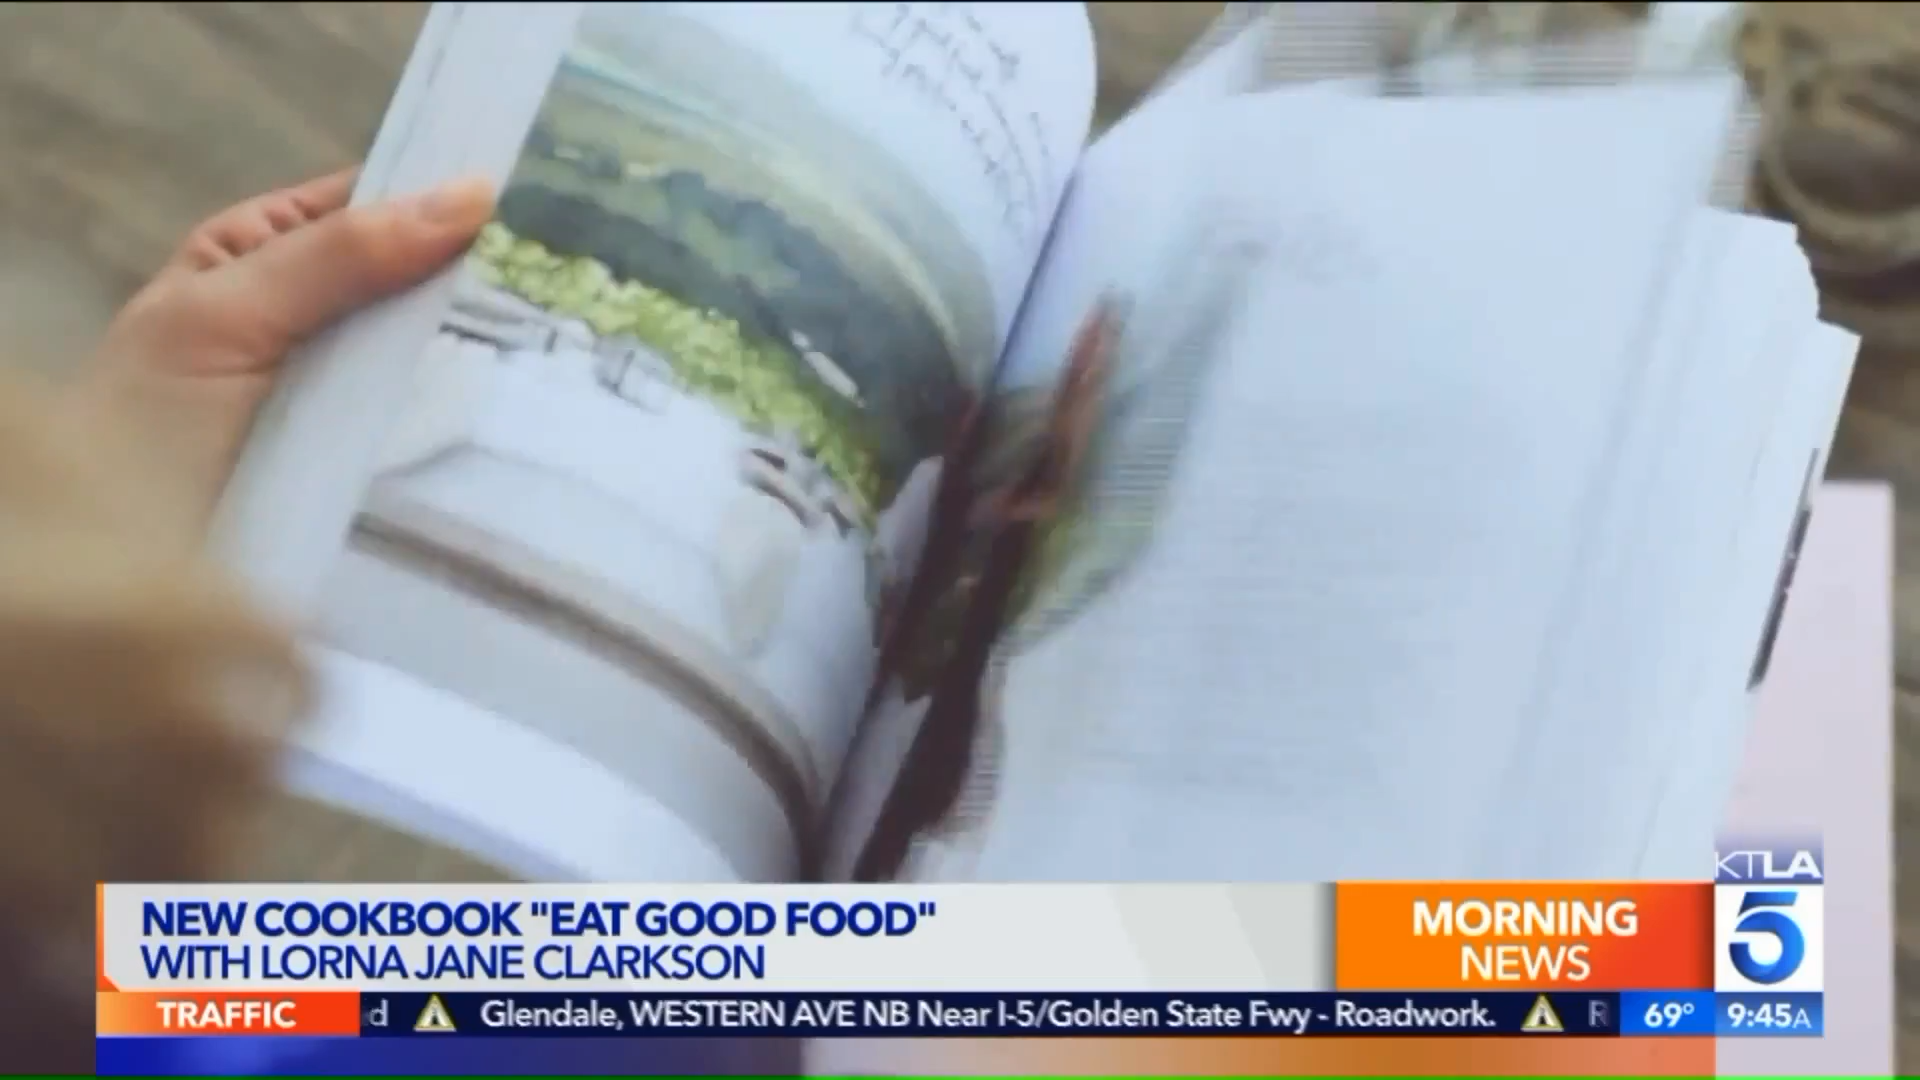 KTLA
5
NEW COOKBOOK "EAT GOOD FOOD"
WITH LORNA JANE CLARKSON
MORNING
NEWS
TRAFFIC
d Glendale, WESTERN AVE NB Near I-5/Golden State Fwy - Roadwork. R
69°
9:45A